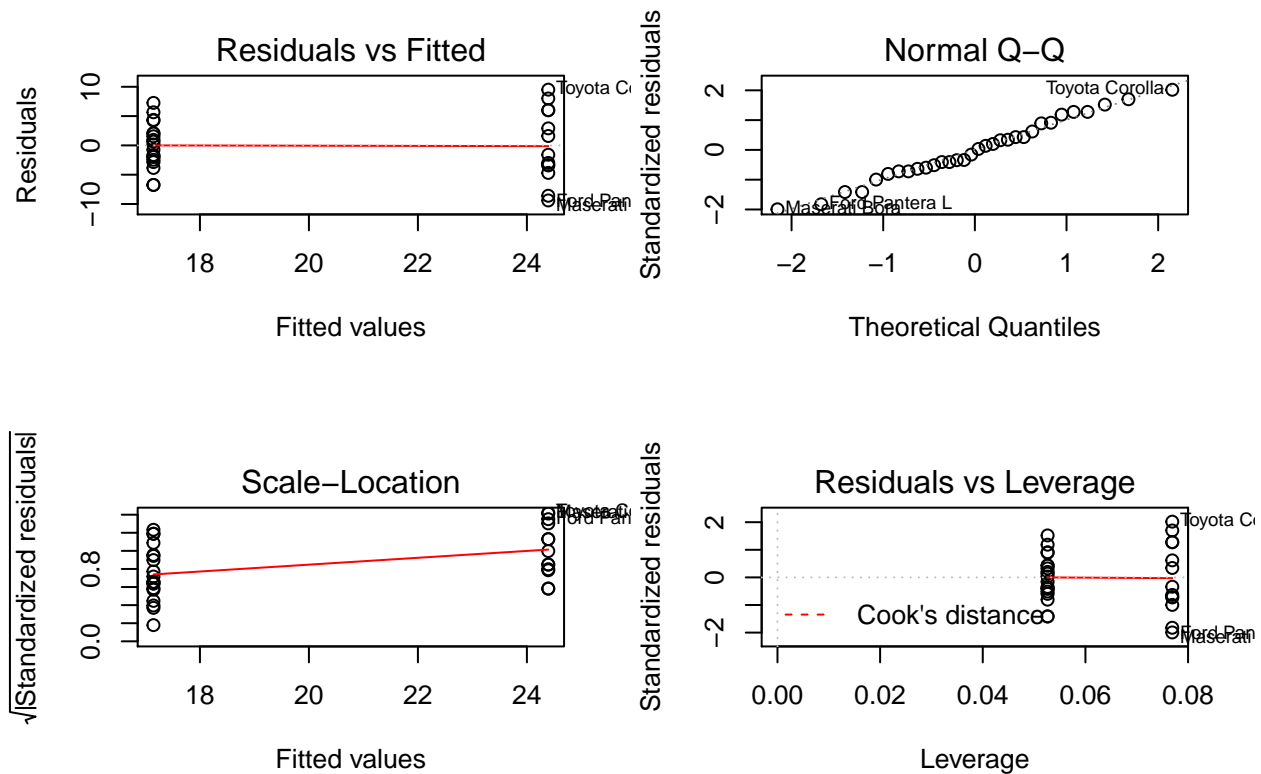 Residuals vs Fitted
Residuals
10
0
−10
Toyota Co
Ford Pan
Maserati
18 20 22 24
Fitted values
Normal Q−Q
Standardized residuals
2
0
−2
Toyota Corolla
Ford Pantera L
Maserati Bora
−2 −1 0 1 2
Theoretical Quantiles
Scale−Location
√|Standardized residuals|
0.8
0.0
Toyota C
Maserati
Ford Pan
18 20 22 24
Fitted values
Residuals vs Leverage
Standardized residuals
2
0
−2
Toyota Co
Cook's distance
Ford Pan
Maserati
0.00 0.02 0.04 0.06 0.08
Leverage